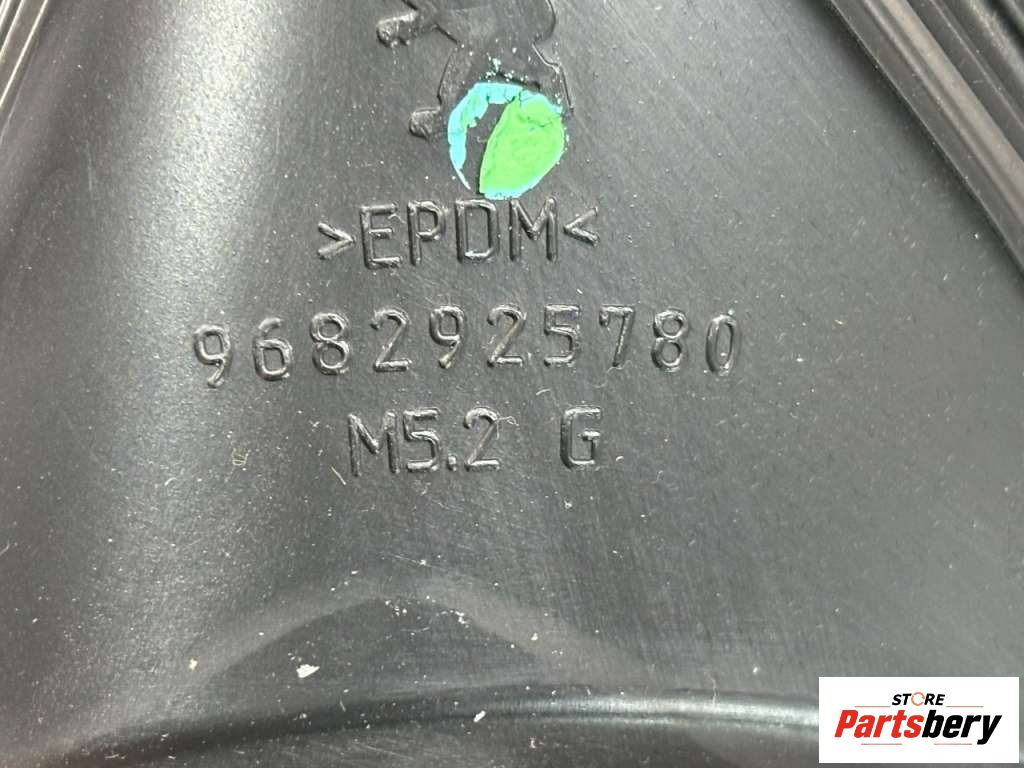 >EPDM<
9682925780
M5.2 G
STORE
Partsbery